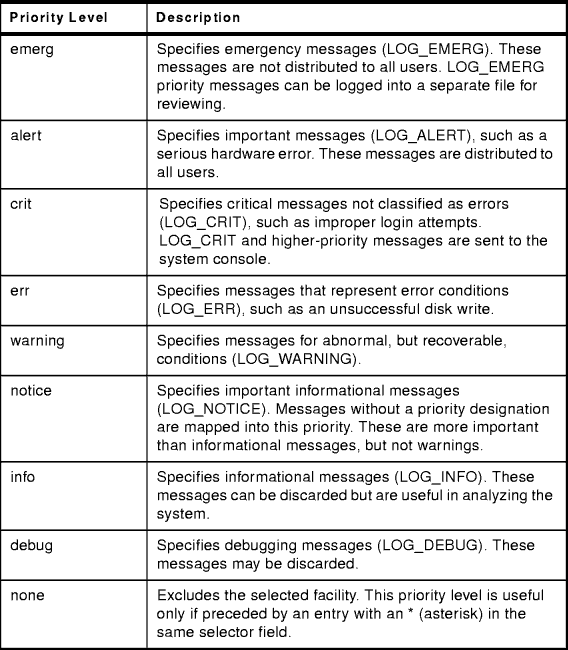 Priority Level Description
emerg Specifies emergency messages (LOG_EMERG). These
messages are not distributed to all users. LOG_EMERG
priority messages can be logged into a separate file for
reviewing.
alert Specifies important messages (LOG_ALERT), such as a
serious hardware error. These messages are distributed to
all users.
crit Specifies critical messages not classified as errors
(LOG_CRIT), such as improper login attempts.
LOG_CRIT and higher-priority messages are sent to the
system console.
err Specifies messages that represent error conditions
(LOG_ERR), such as an unsuccessful disk write.
warning Specifies messages for abnormal, but recoverable,
conditions (LOG_WARNING).
notice Specifies important informational messages
(LOG_NOTICE). Messages without a priority designation
are mapped into this priority. These are more important
than informational messages, but not warnings.
info Specifies informational messages (LOG_INFO). These
messages can be discarded but are useful in analyzing the
system.
debug Specifies debugging messages (LOG_DEBUG). These
messages may be discarded.
none Excludes the selected facility. This priority level is useful
only if preceded by an entry with an * (asterisk) in the
same selector field.